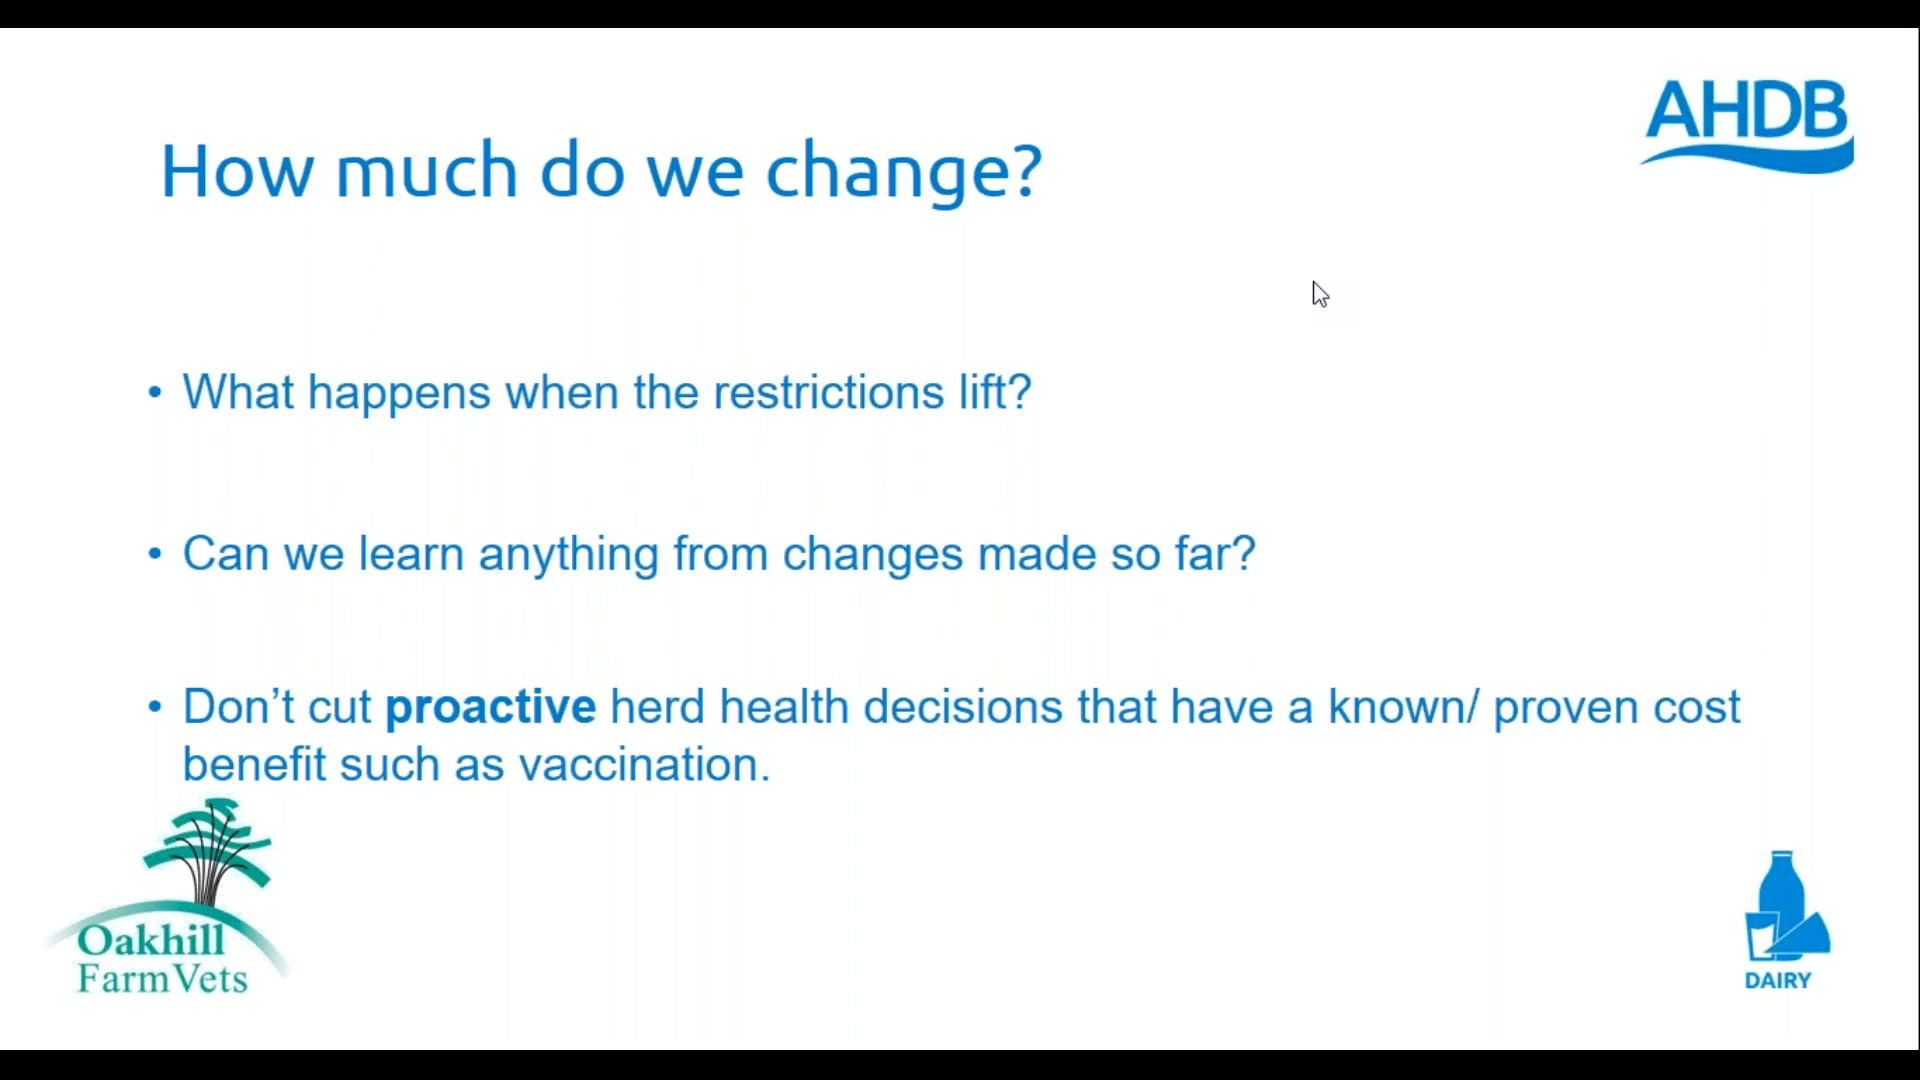 AHDB
How much do we change?
• What happens when the restrictions lift?
• Can we learn anything from changes made so far?
• Don’t cut proactive herd health decisions that have a known/ proven cost
benefit such as vaccination.
Oakhill
Farm Vets
DAIRY